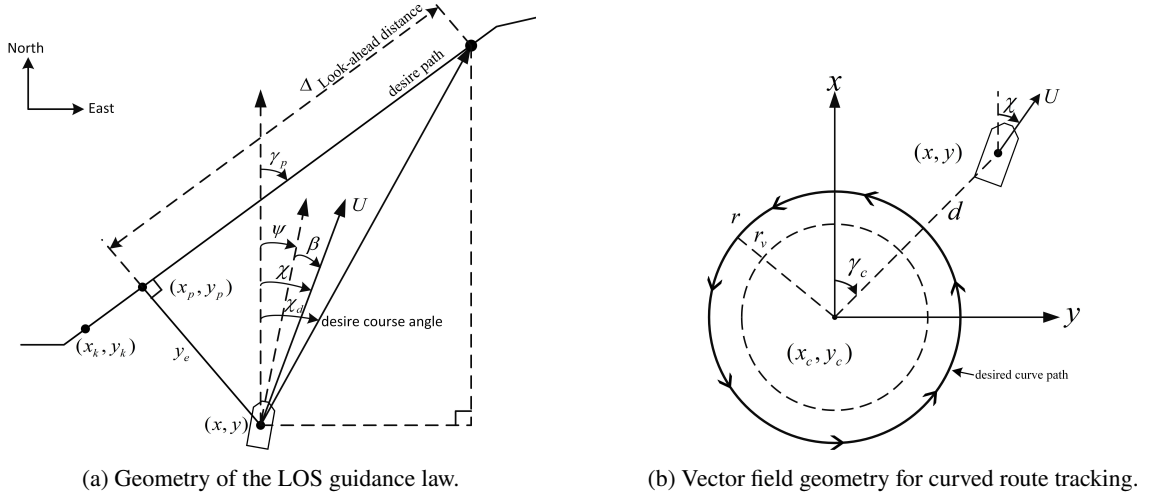 North
East
Δ Look-ahead distance
desire path
γ_p
U
ψ
β
χ
χ_d
desire course angle
(x_p, y_p)
(x_k, y_k)
y_e
(x, y)
(a) Geometry of the LOS guidance law.
x
χ
U
(x, y)
d
r
r_v
γ_c
y
(x_c, y_c)
desired curve path
(b) Vector field geometry for curved route tracking.